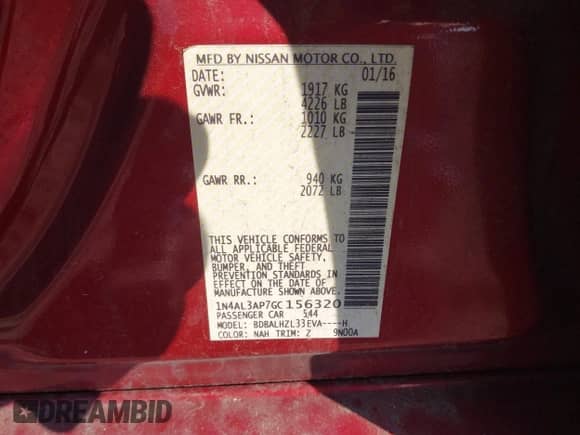 MFD BY NISSAN MOTOR CO., LTD.
DATE: 01/16
GVWR: 1917 KG
4226 LB
GAWR FR.: 1010 KG
2227 LB
GAWR RR.: 940 KG
2072 LB
THIS VEHICLE CONFORMS TO
ALL APPLICABLE FEDERAL
MOTOR VEHICLE SAFETY,
BUMPER, AND THEFT
PREVENTION STANDARDS IN
EFFECT ON THE DATE OF
MANUFACTURE SHOWN ABOVE.
1N4AL3AP7GC156320
PASSENGER CAR 544
MODEL: BDBALHZL33EVA----H
COLOR: NAH TRIM: Z 9N00A
DREAMBID